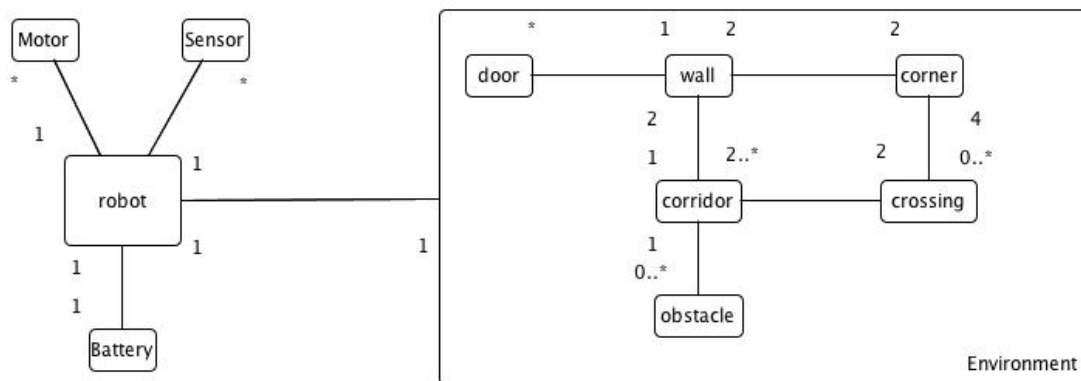 * 1 2 2
Motor Sensor
door wall corner
* *
2 4
1
1 1 2..* 2 0..*
robot corridor crossing
1 1 1
1 0..*
1
obstacle
Battery
Environment